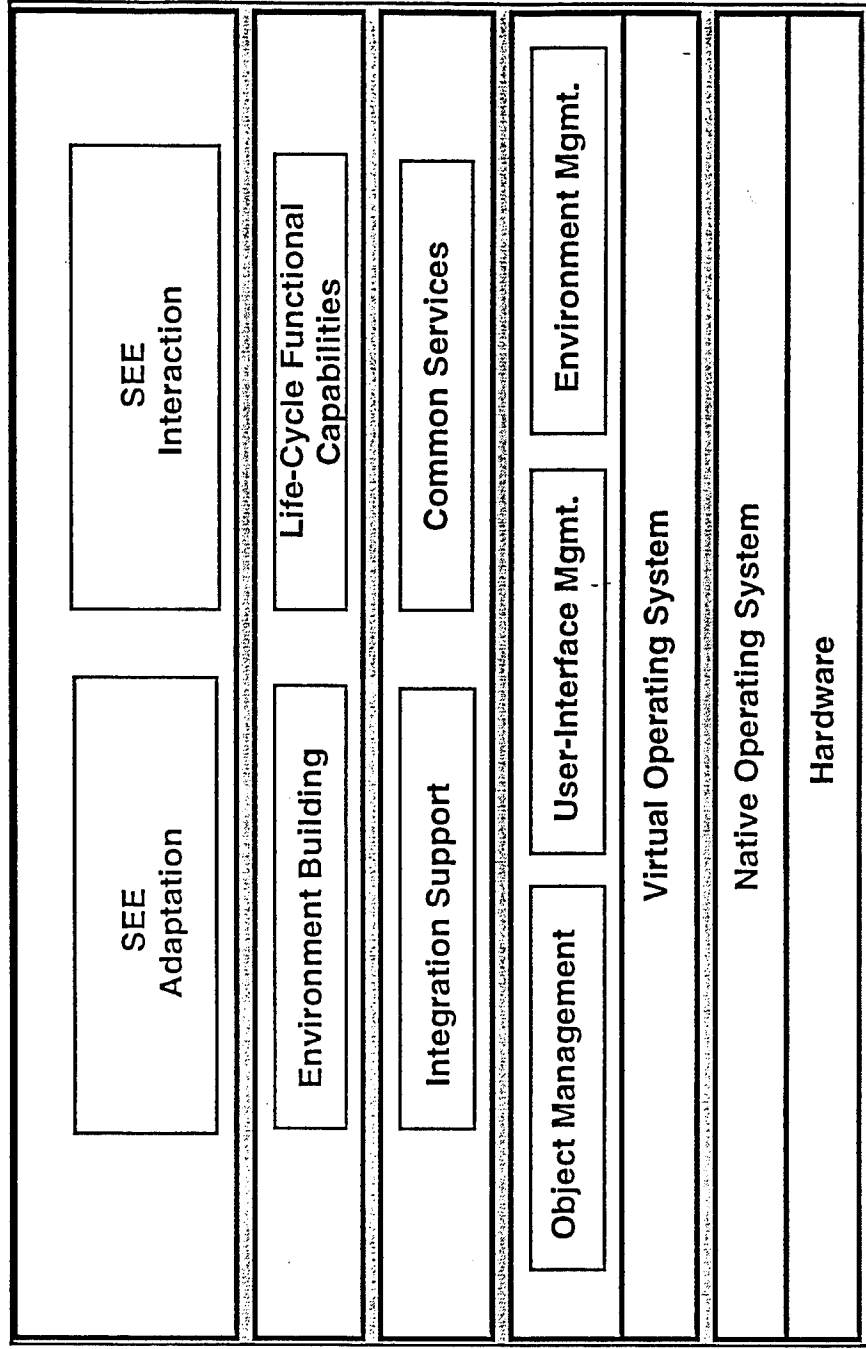 SEE
Adaptation
SEE
Interaction
Environment Building
Life-Cycle Functional
Capabilities
Integration Support
Common Services
Object Management
User-Interface Mgmt.
Environment Mgmt.
Virtual Operating System
Native Operating System
Hardware